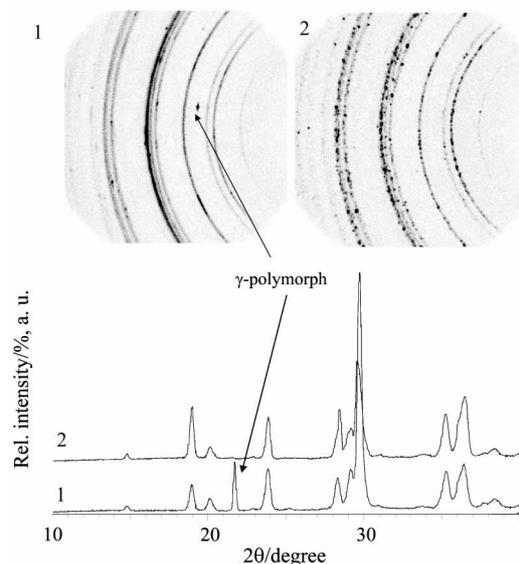 1
2
γ-polymorph
Rel. intensity/%, a. u.
2
1
10
20
30
2θ/degree